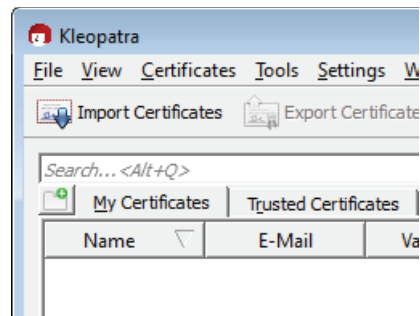 Kleopatra
File View Certificates Tools Settings W
Import Certificates Export Certificate
Search...<Alt+Q>
My Certificates Trusted Certificates
Name E-Mail Va